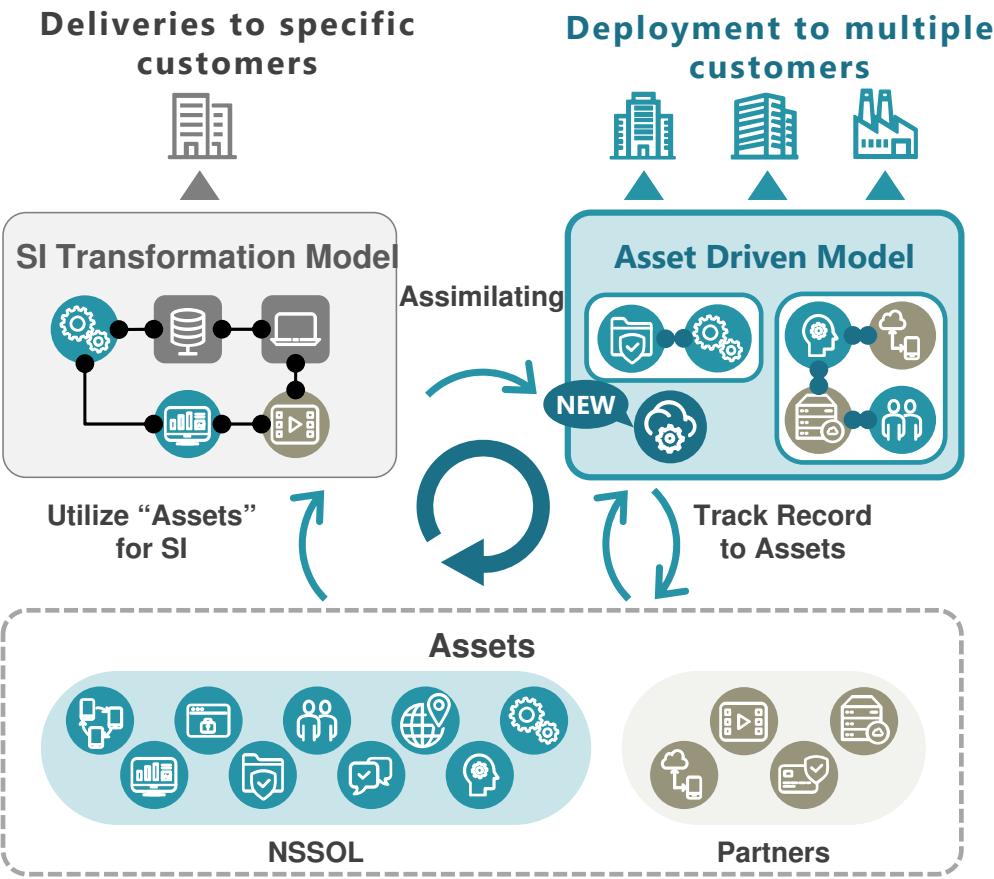 Deliveries to specific
customers
Deployment to multiple
customers
SI Transformation Model
Asset Driven Model
Assimilating
NEW
Utilize “Assets”
for SI
Track Record
to Assets
Assets
NSSOL
Partners